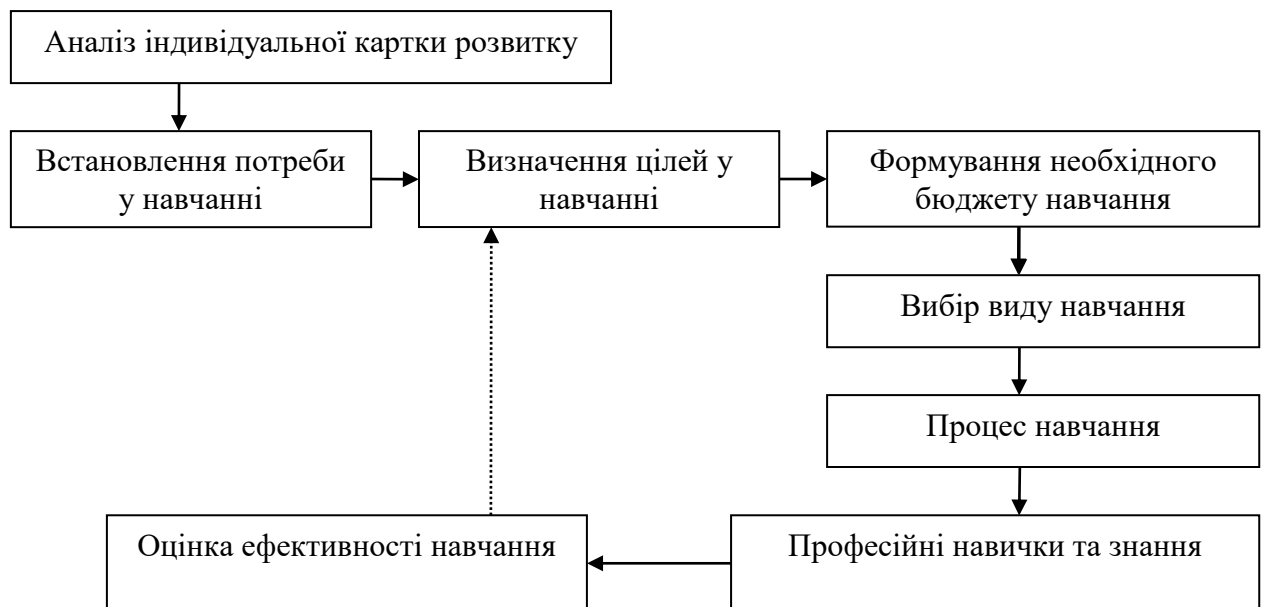 Аналіз індивідуальної картки розвитку
Встановлення потреби
у навчанні
Визначення цілей у
навчанні
Формування необхідного
бюджету навчання
Вибір виду навчання
Процес навчання
Професійні навички та знання
Оцінка ефективності навчання